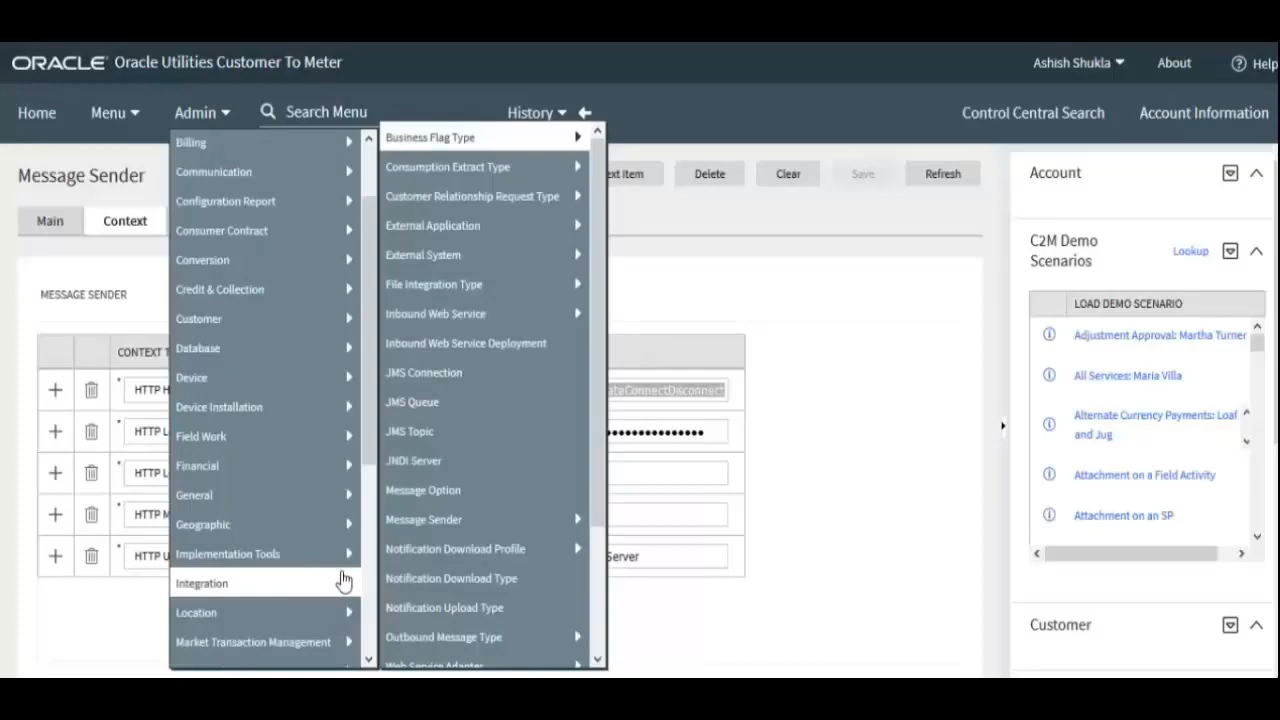 ORACLE Oracle Utilities Customer To Meter
Ashish Shukla
About
Help
Home
Menu
Admin
Search Menu
History
Control Central Search
Account Information
Message Sender
Delete
Clear
Save
Refresh
Main
Context
MESSAGE SENDER
CONTEXT
HTTP
HTTP
HTTP
HTTP
HTTP
Server
Billing
Communication
Configuration Report
Consumer Contract
Conversion
Credit & Collection
Customer
Database
Device
Device Installation
Field Work
Financial
General
Geographic
Implementation Tools
Integration
Location
Market Transaction Management
Business Flag Type
Consumption Extract Type
Customer Relationship Request Type
External Application
External System
File Integration Type
Inbound Web Service
Inbound Web Service Deployment
JMS Connection
JMS Queue
JMS Topic
JNDI Server
Message Option
Message Sender
Notification Download Profile
Notification Download Type
Notification Upload Type
Outbound Message Type
Web Service Adapter
Account
C2M Demo
Scenarios
Lookup
LOAD DEMO SCENARIO
Adjustment Approval: Martha Turner
All Services: Maria Villa
Alternate Currency Payments: Loaf
and Jug
Attachment on a Field Activity
Attachment on an SP
Customer